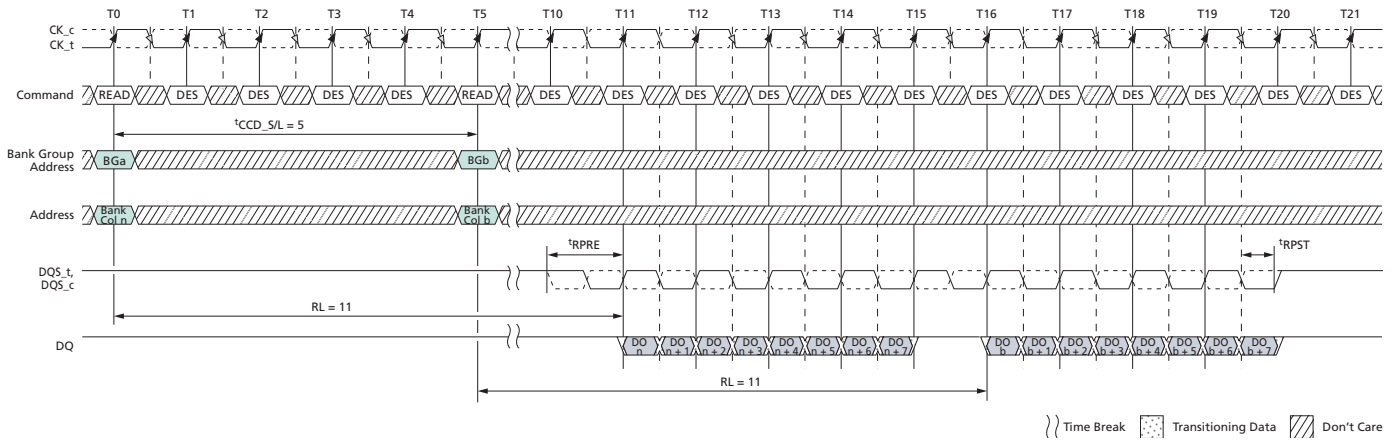 T0 T1 T2 T3 T4 T5 T10 T11 T12 T13 T14 T15 T16 T17 T18 T19 T20 T21
CK_c
CK_t
Command READ DES DES DES DES READ DES DES DES DES DES DES DES DES DES DES DES DES
tCCD_S/L = 5
Bank Group
Address
BGa BGb
Address
Bank
Col n
Bank
Col b
tRPRE tRPST
DQS_t,
DQS_c
RL = 11
DQ
DO
n
DO
n + 1
DO
n + 2
DO
n + 3
DO
n + 4
DO
n + 5
DO
n + 6
DO
n + 7
DO
b
DO
b + 1
DO
b + 2
DO
b + 3
DO
b + 4
DO
b + 5
DO
b + 6
DO
b + 7
RL = 11
Time Break Transitioning Data Don't Care